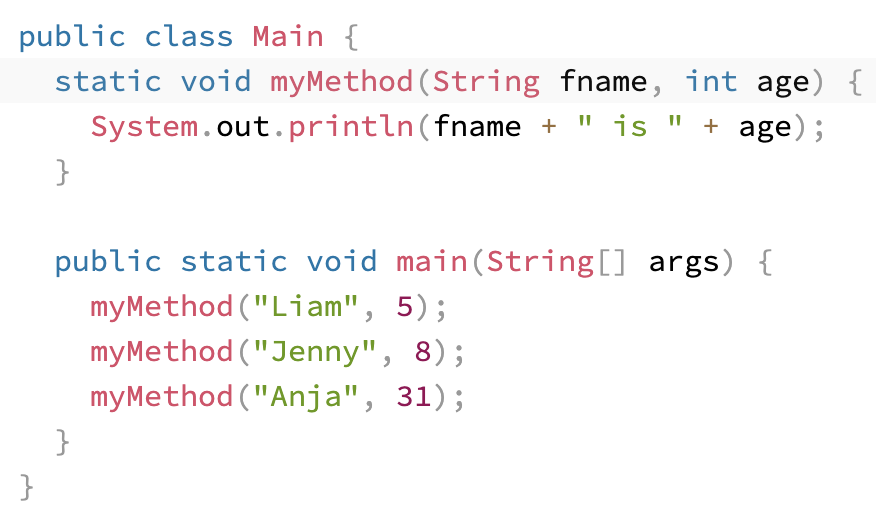 public class Main {
  static void myMethod(String fname, int age) {
    System.out.println(fname + " is " + age);
  }

  public static void main(String[] args) {
    myMethod("Liam", 5);
    myMethod("Jenny", 8);
    myMethod("Anja", 31);
  }
}